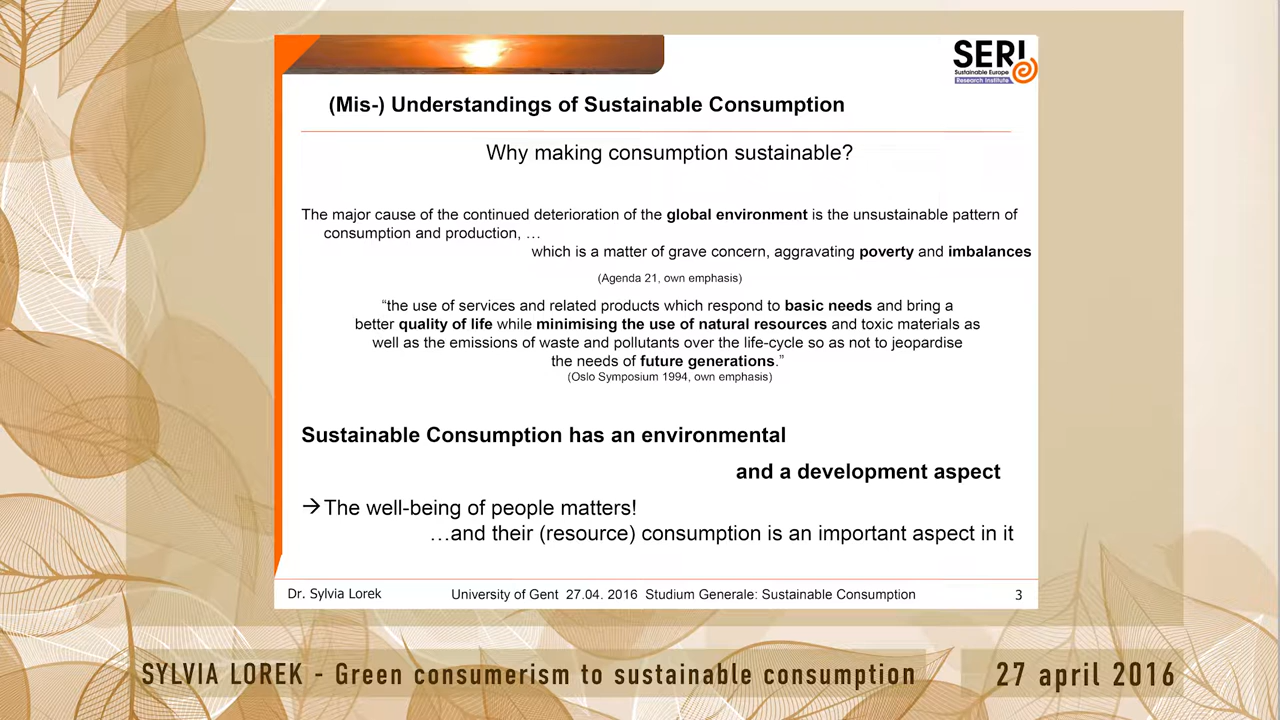 SERI
Sustainable Europe
Research Institute
(Mis-) Understandings of Sustainable Consumption
Why making consumption sustainable?
The major cause of the continued deterioration of the global environment is the unsustainable pattern of
consumption and production, …
which is a matter of grave concern, aggravating poverty and imbalances
(Agenda 21, own emphasis)
“the use of services and related products which respond to basic needs and bring a
better quality of life while minimising the use of natural resources and toxic materials as
well as the emissions of waste and pollutants over the life-cycle so as not to jeopardise
the needs of future generations.”
(Oslo Symposium 1994, own emphasis)
Sustainable Consumption has an environmental
and a development aspect
→The well-being of people matters!
…and their (resource) consumption is an important aspect in it
Dr. Sylvia Lorek University of Gent 27.04. 2016 Studium Generale: Sustainable Consumption 3
SYLVIA LOREK - Green consumerism to sustainable consumption 27 april 2016